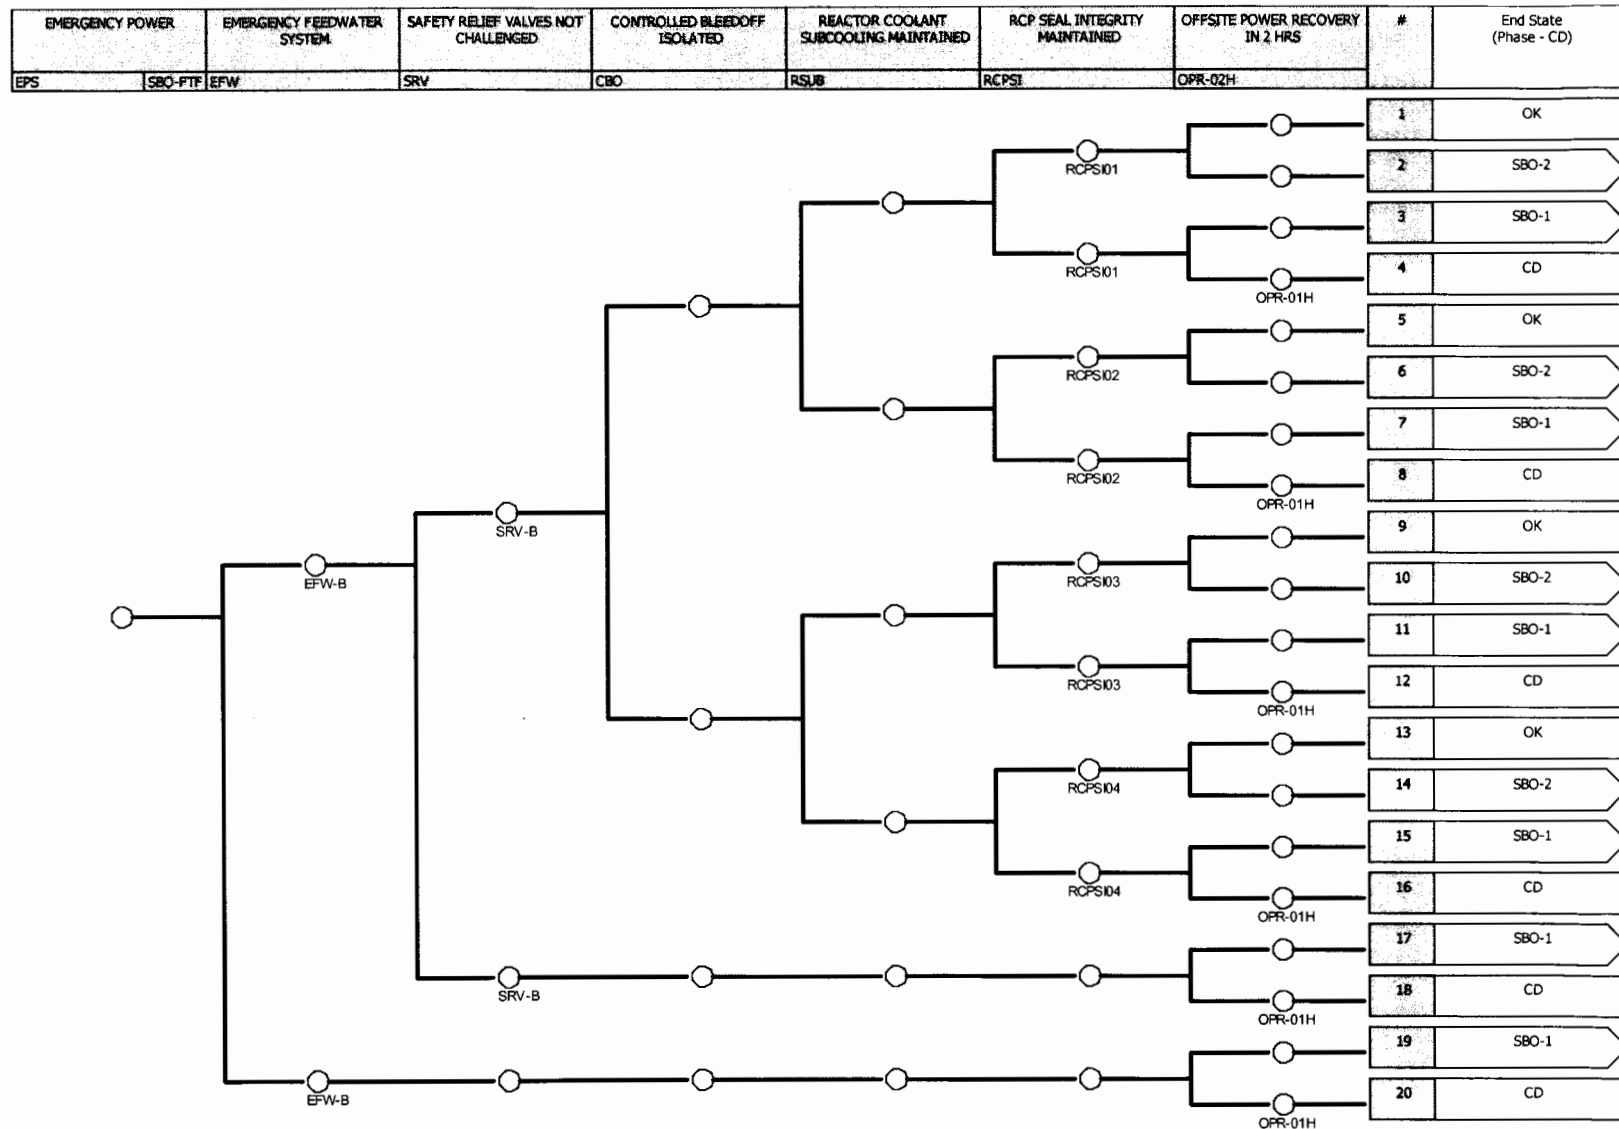 EMERGENCY POWER
EMERGENCY FEEDWATER
SYSTEM
SAFETY RELIEF VALVES NOT
CHALLENGED
CONTROLLED BLEEDOFF
ISOLATED
REACTOR COOLANT
SUBCOOLING MAINTAINED
RCP SEAL INTEGRITY
MAINTAINED
OFFSITE POWER RECOVERY
IN 2 HRS
#
End State
(Phase - CD)
EPS
SBO-PTF
EFW
SRV
CBO
RSUB
RCPSI
OPR-02H
1 OK
RCPSI01
2 SBO-2
3 SBO-1
RCPSI01
4 CD
OPR-01H
5 OK
RCPSI02
6 SBO-2
7 SBO-1
RCPSI02
8 CD
OPR-01H
9 OK
SRV-B
RCPSI03
EFW-B
10 SBO-2
11 SBO-1
RCPSI03
12 CD
OPR-01H
13 OK
RCPSI04
14 SBO-2
15 SBO-1
RCPSI04
16 CD
OPR-01H
17 SBO-1
SRV-B
18 CD
OPR-01H
19 SBO-1
EFW-B
20 CD
OPR-01H